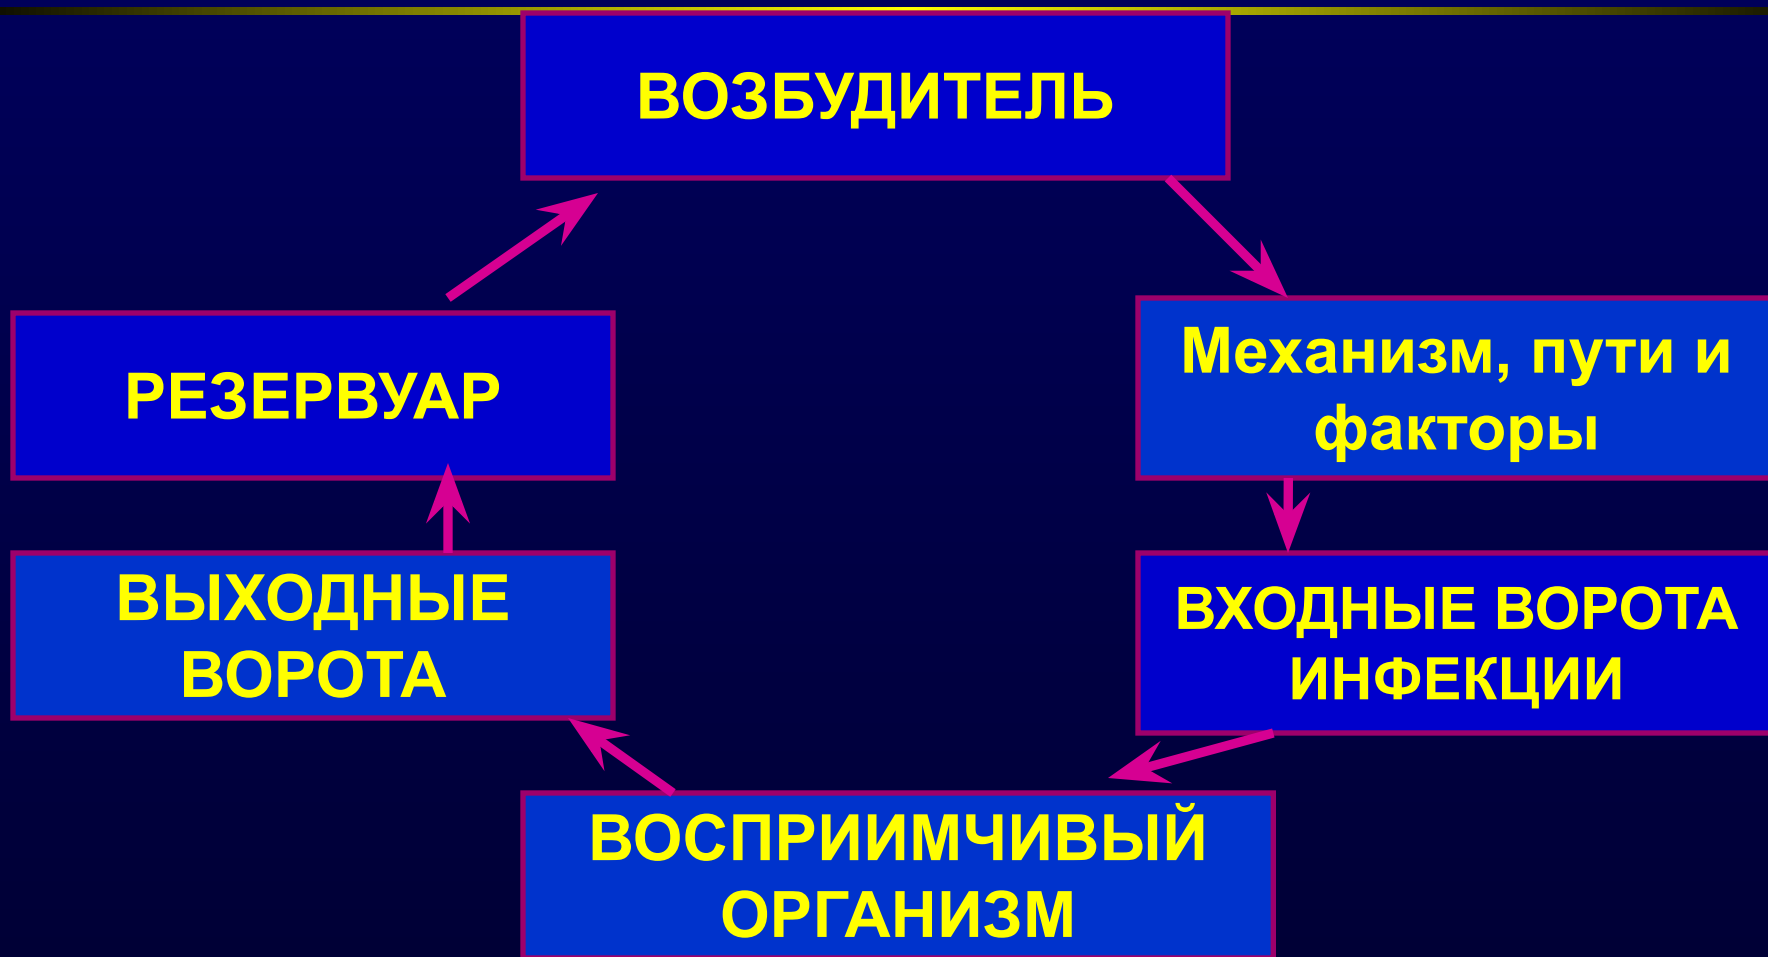 ВОЗБУДИТЕЛЬ
РЕЗЕРВУАР
Механизм, пути и
факторы
ВЫХОДНЫЕ
ВОРОТА
ВХОДНЫЕ ВОРОТА
ИНФЕКЦИИ
ВОСПРИИМЧИВЫЙ
ОРГАНИЗМ